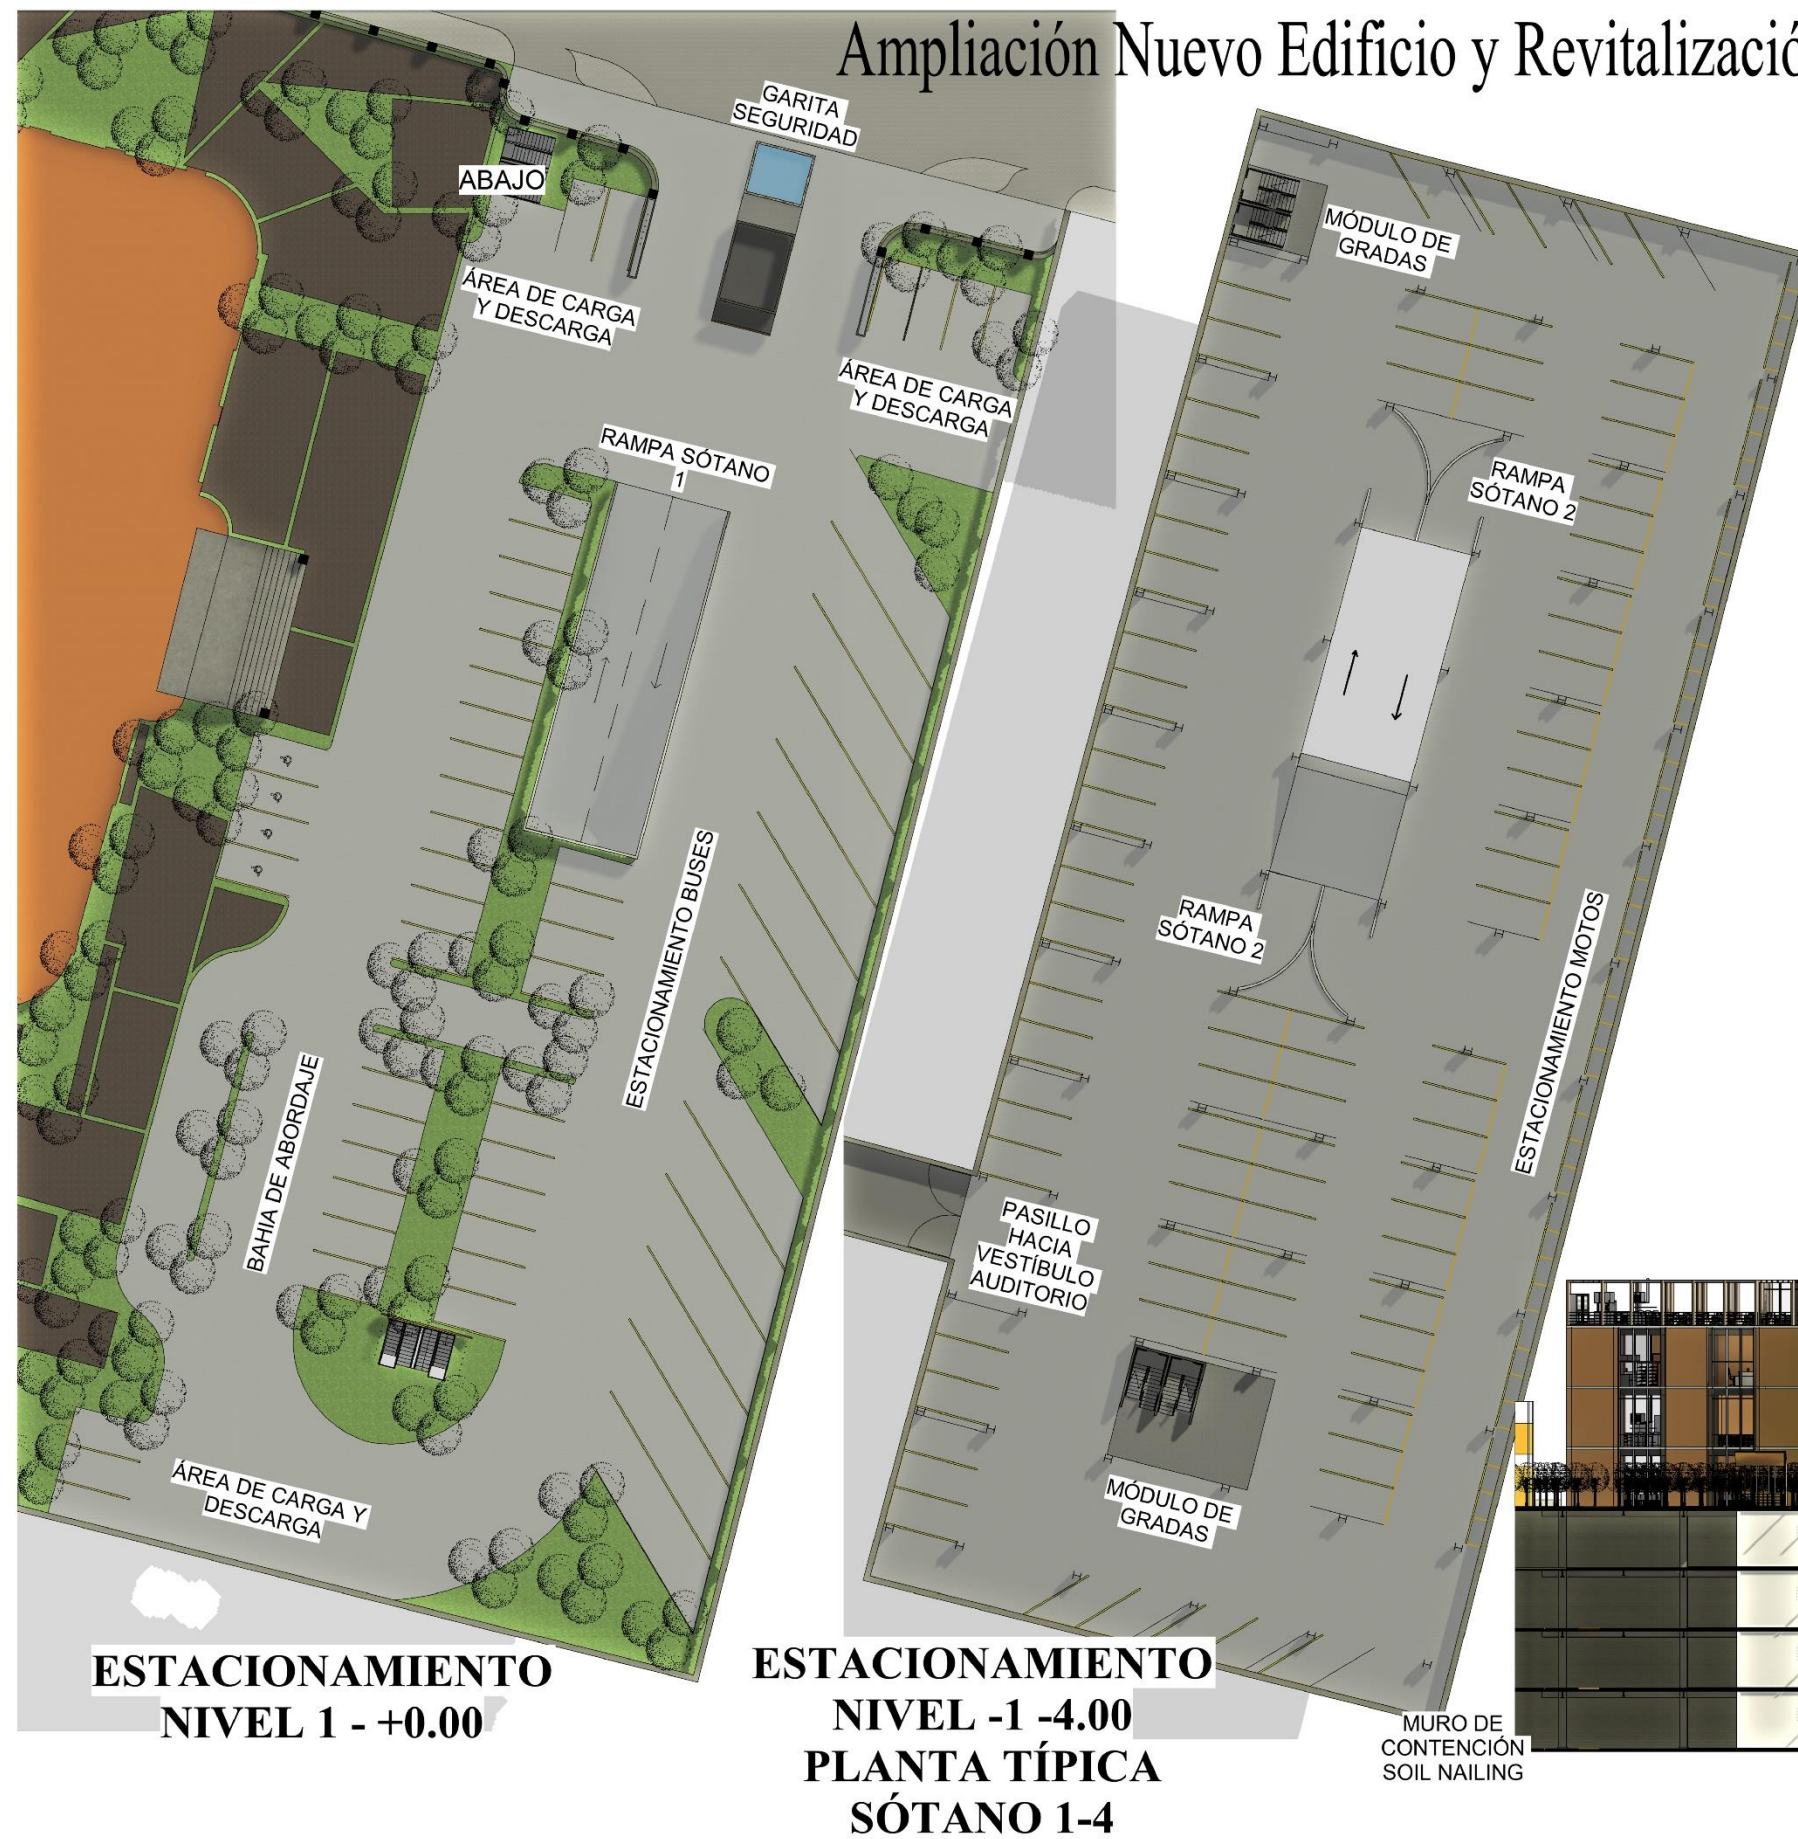 Ampliación Nuevo Edificio y Revitalizació
GARITA
SEGURIDAD
ABAJO
ÁREA DE CARGA
Y DESCARGA
ÁREA DE CARGA
Y DESCARGA
RAMPA SÓTANO
1
ESTACIONAMIENTO BUSES
BAHIA DE ABORDAJE
ÁREA DE CARGA Y
DESCARGA
ESTACIONAMIENTO
NIVEL 1 - +0.00
MÓDULO DE
GRADAS
RAMPA
SÓTANO 2
RAMPA
SÓTANO 2
ESTACIONAMIENTO MOTOS
PASILLO
HACIA
VESTÍBULO
AUDITORIO
MÓDULO DE
GRADAS
ESTACIONAMIENTO
NIVEL -1 -4.00
PLANTA TÍPICA
SÓTANO 1-4
MURO DE
CONTENCIÓN
SOIL NAILING